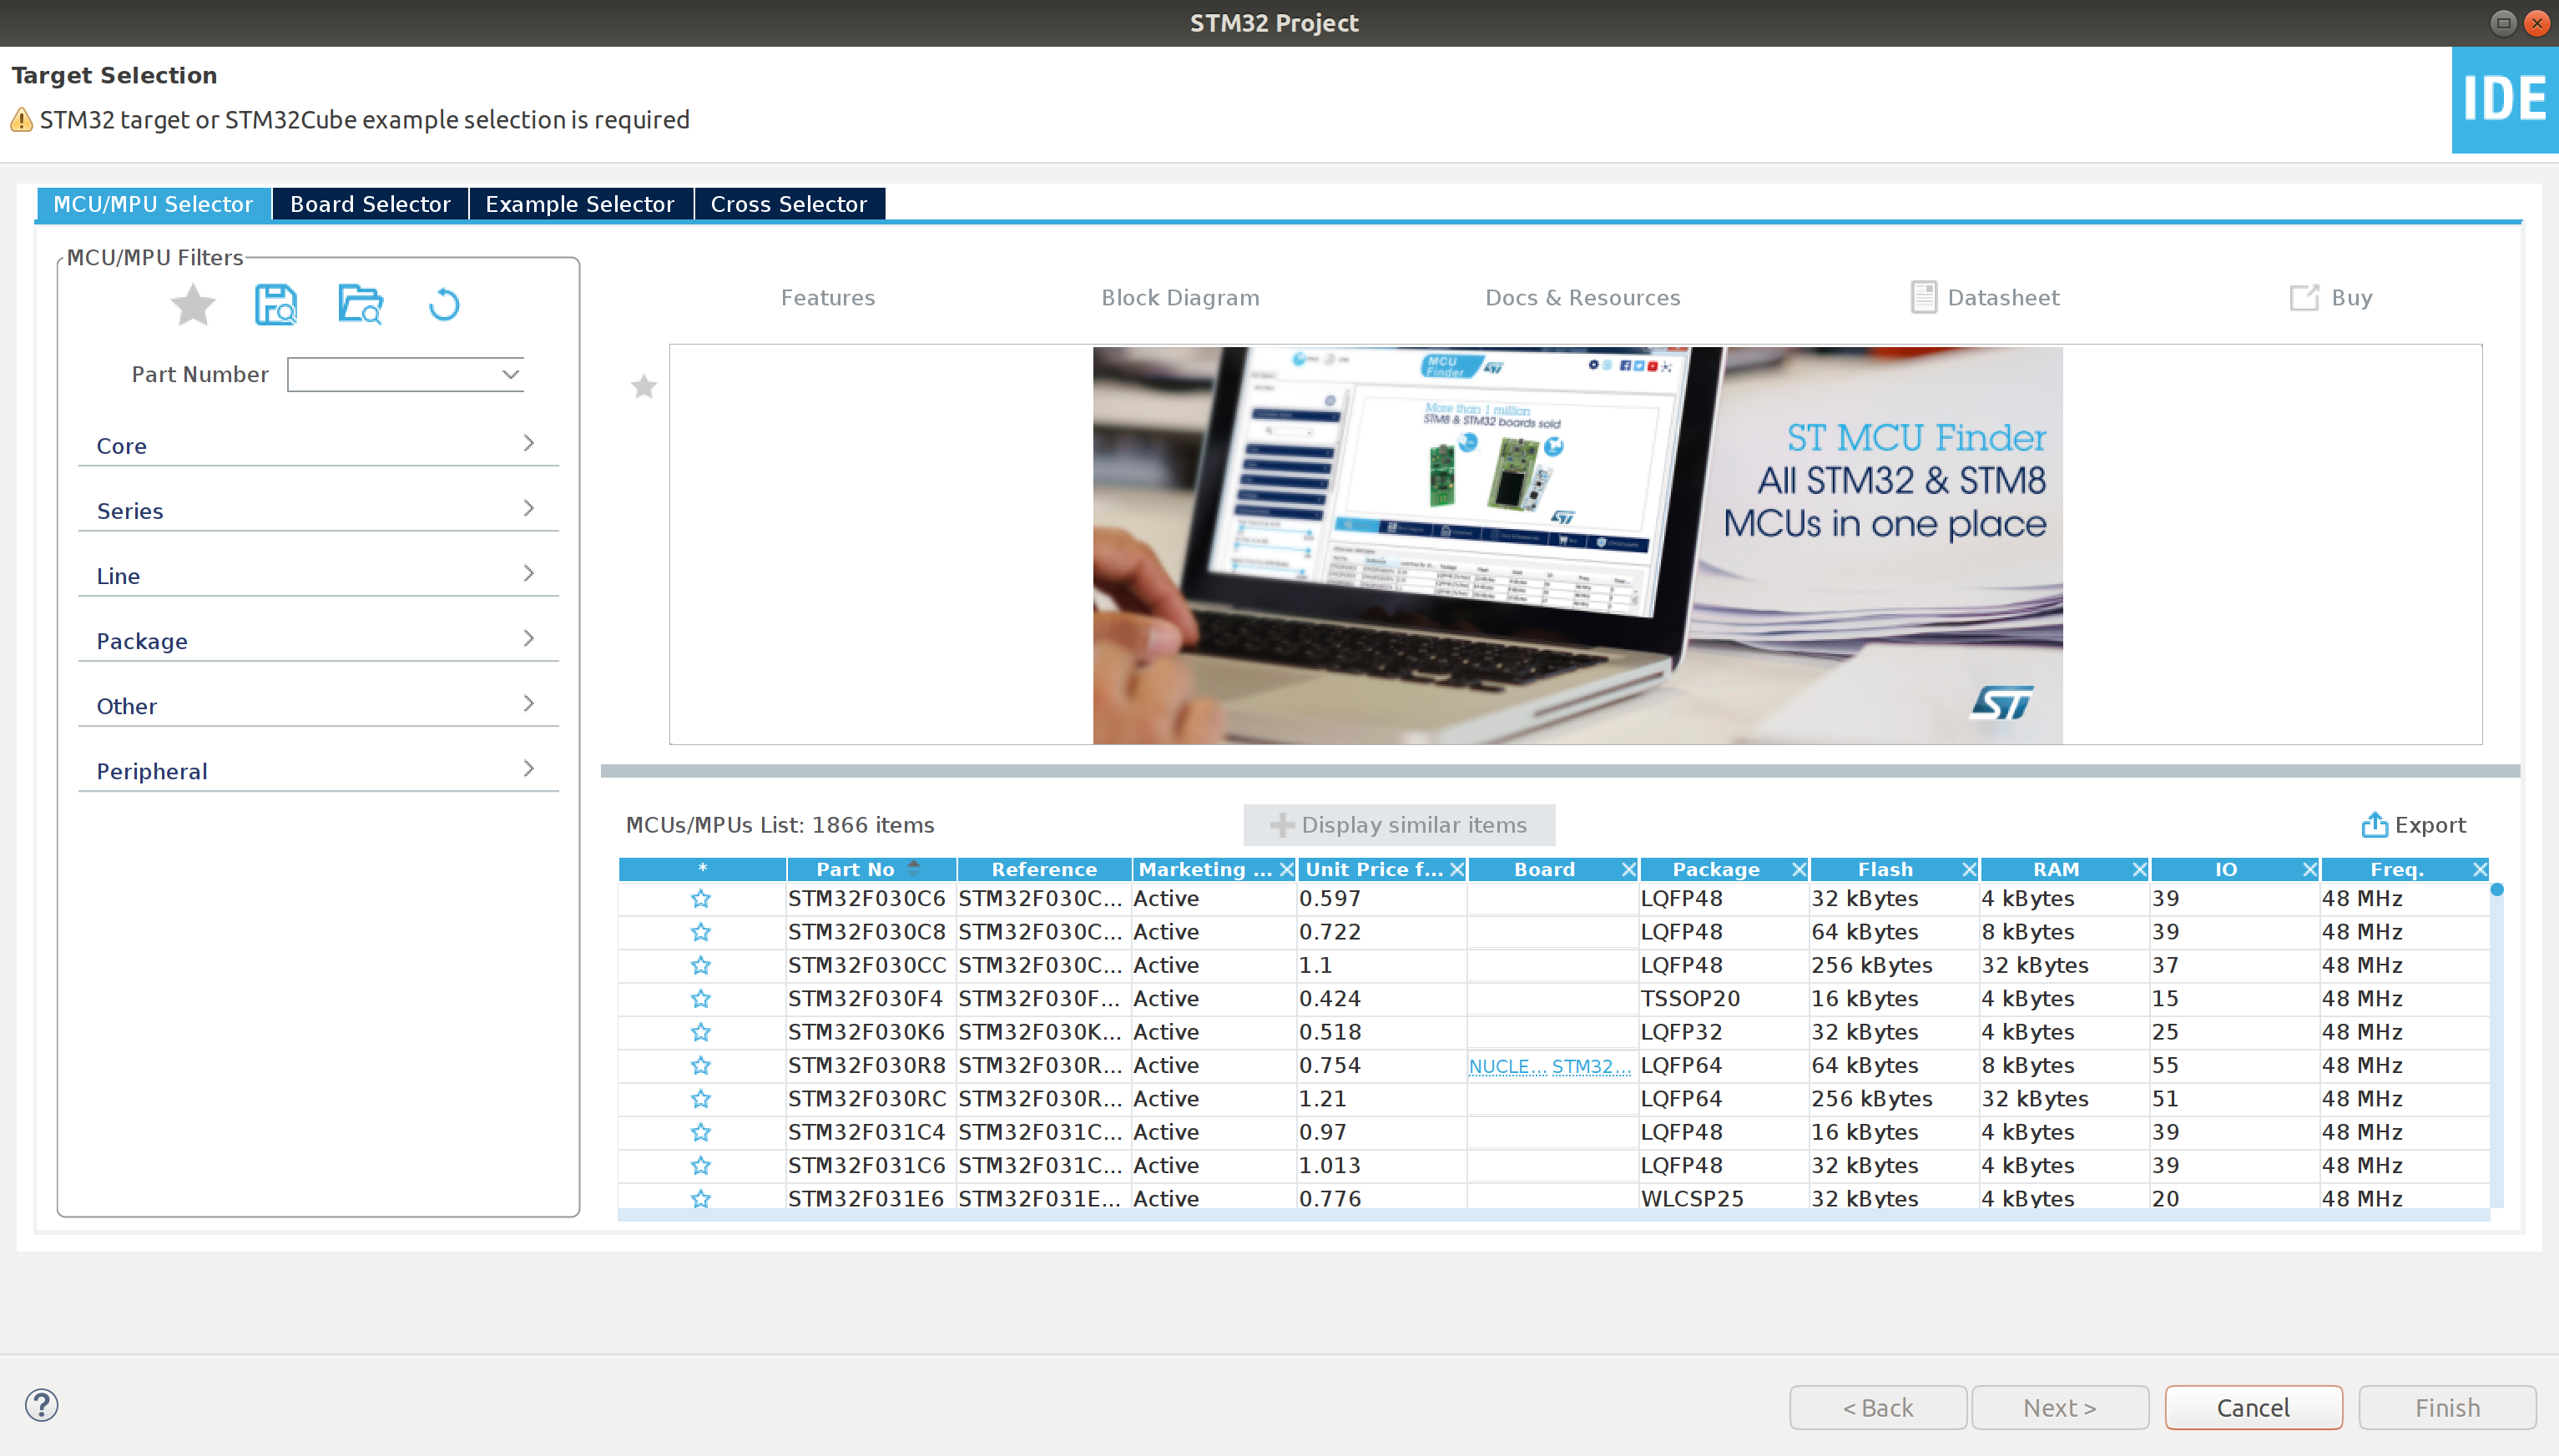 STM32 Project
Target Selection
STM32 target or STM32Cube example selection is required
IDE
MCU/MPU Selector Board Selector Example Selector Cross Selector
MCU/MPU Filters
Part Number
Core
Series
Line
Package
Other
Peripheral
Features Block Diagram Docs & Resources Datasheet Buy
MCU
Finder
More than 1 million
STM8 & STM32 boards sold
ST MCU Finder
All STM32 & STM8
MCUs in one place
ST
MCUs/MPUs List: 1866 items
Display similar items
Export
* Part No Reference Marketing ... Unit Price f... Board Package Flash RAM IO Freq.
STM32F030C6 STM32F030C... Active 0.597 LQFP48 32 kBytes 4 kBytes 39 48 MHz
STM32F030C8 STM32F030C... Active 0.722 LQFP48 64 kBytes 8 kBytes 39 48 MHz
STM32F030CC STM32F030C... Active 1.1 LQFP48 256 kBytes 32 kBytes 37 48 MHz
STM32F030F4 STM32F030F... Active 0.424 TSSOP20 16 kBytes 4 kBytes 15 48 MHz
STM32F030K6 STM32F030K... Active 0.518 LQFP32 32 kBytes 4 kBytes 25 48 MHz
STM32F030R8 STM32F030R... Active 0.754 NUCLE... STM32... LQFP64 64 kBytes 8 kBytes 55 48 MHz
STM32F030RC STM32F030R... Active 1.21 LQFP64 256 kBytes 32 kBytes 51 48 MHz
STM32F031C4 STM32F031C... Active 0.97 LQFP48 16 kBytes 4 kBytes 39 48 MHz
STM32F031C6 STM32F031C... Active 1.013 LQFP48 32 kBytes 4 kBytes 39 48 MHz
STM32F031E6 STM32F031E... Active 0.776 WLCSP25 32 kBytes 4 kBytes 20 48 MHz
?
< Back Next > Cancel Finish